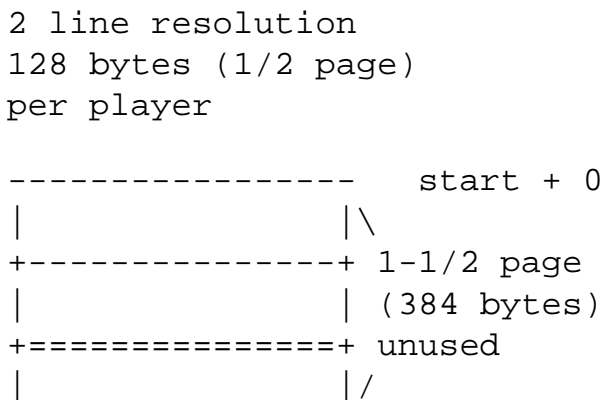 2 line resolution
128 bytes (1/2 page)
per player
-----------------   start + 0
|               |\
+---------------+ 1-1/2 page
|               | (384 bytes)
+===============+ unused
|               |/